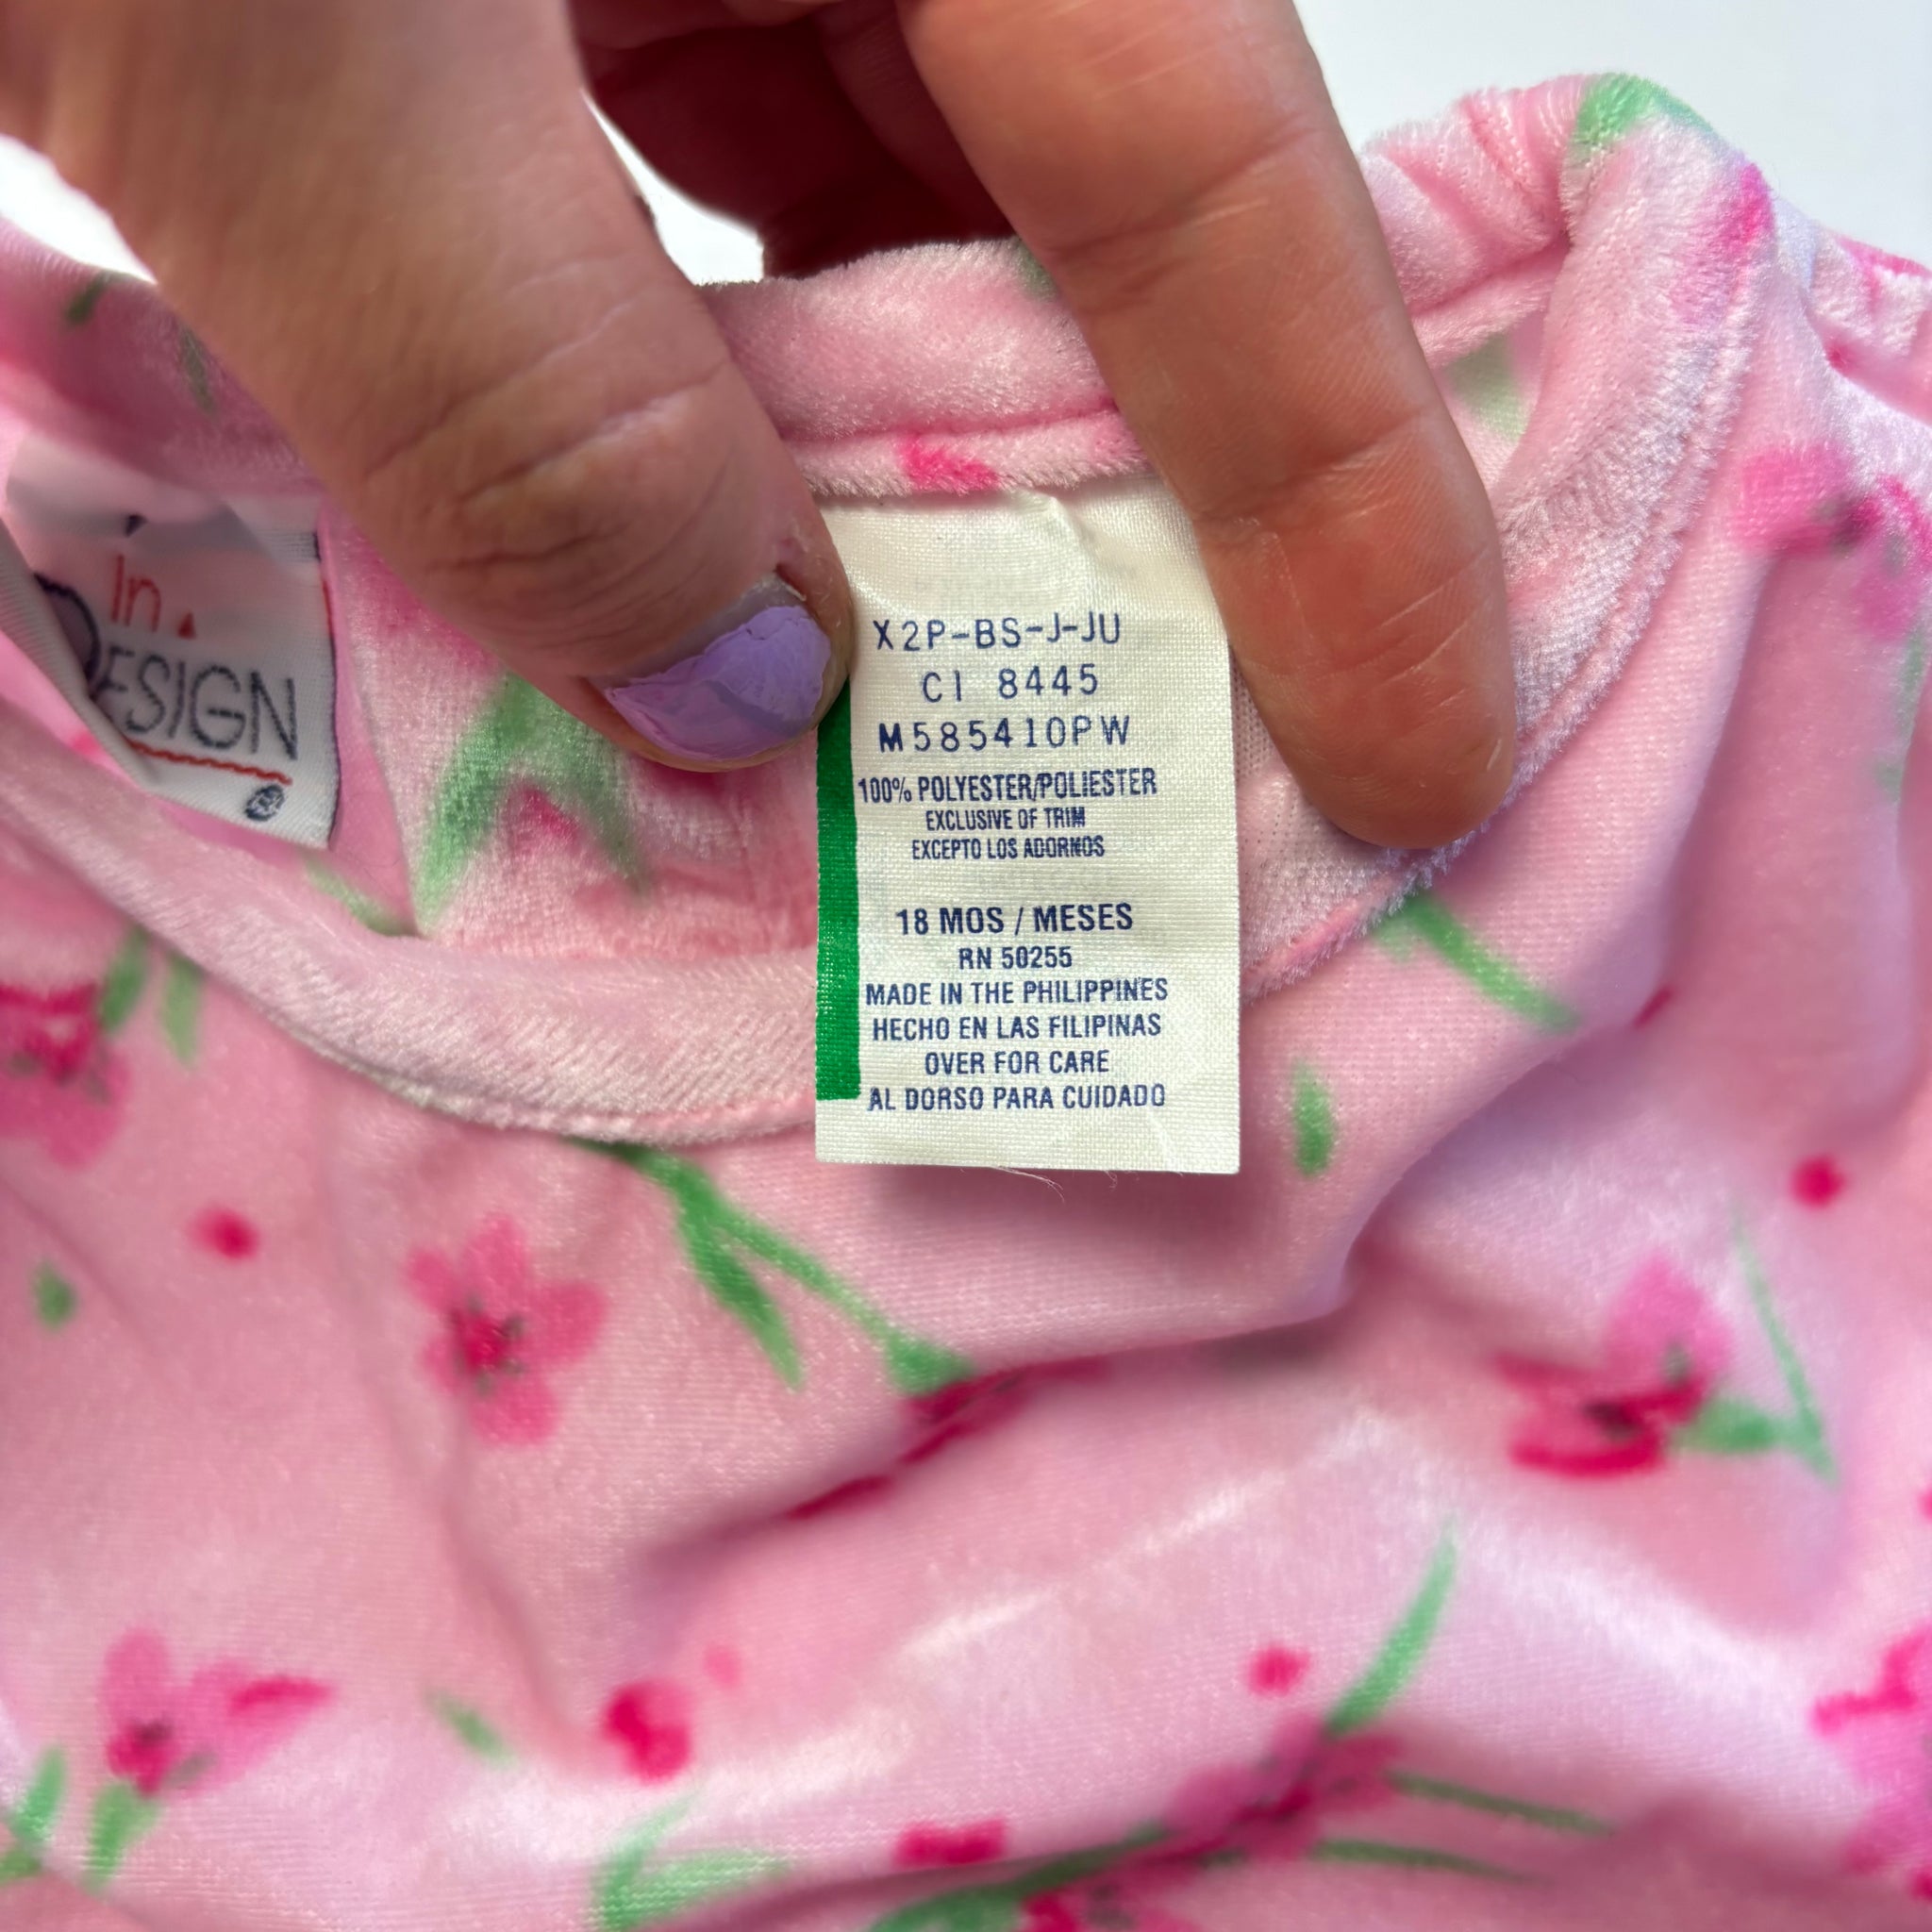 In
DESIGN
®
X2P-BS-J-JU
CI 8445
M585410PW
100% POLYESTER/POLIESTER
EXCLUSIVE OF TRIM
EXCEPTO LOS ADORNOS
18 MOS / MESES
RN 50255
MADE IN THE PHILIPPINES
HECHO EN LAS FILIPINAS
OVER FOR CARE
AL DORSO PARA CUIDADO